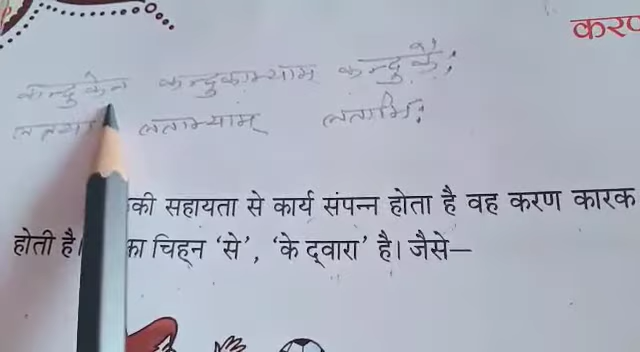 करण
कन्दुकेन कन्दुकाभ्याम् कन्दुकैः
लतया लताभ्याम् लताभिः
की सहायता से कार्य संपन्न होता है वह करण कारक
होती है। का चिह्न ‘से’, ‘के द्वारा’ है। जैसे—